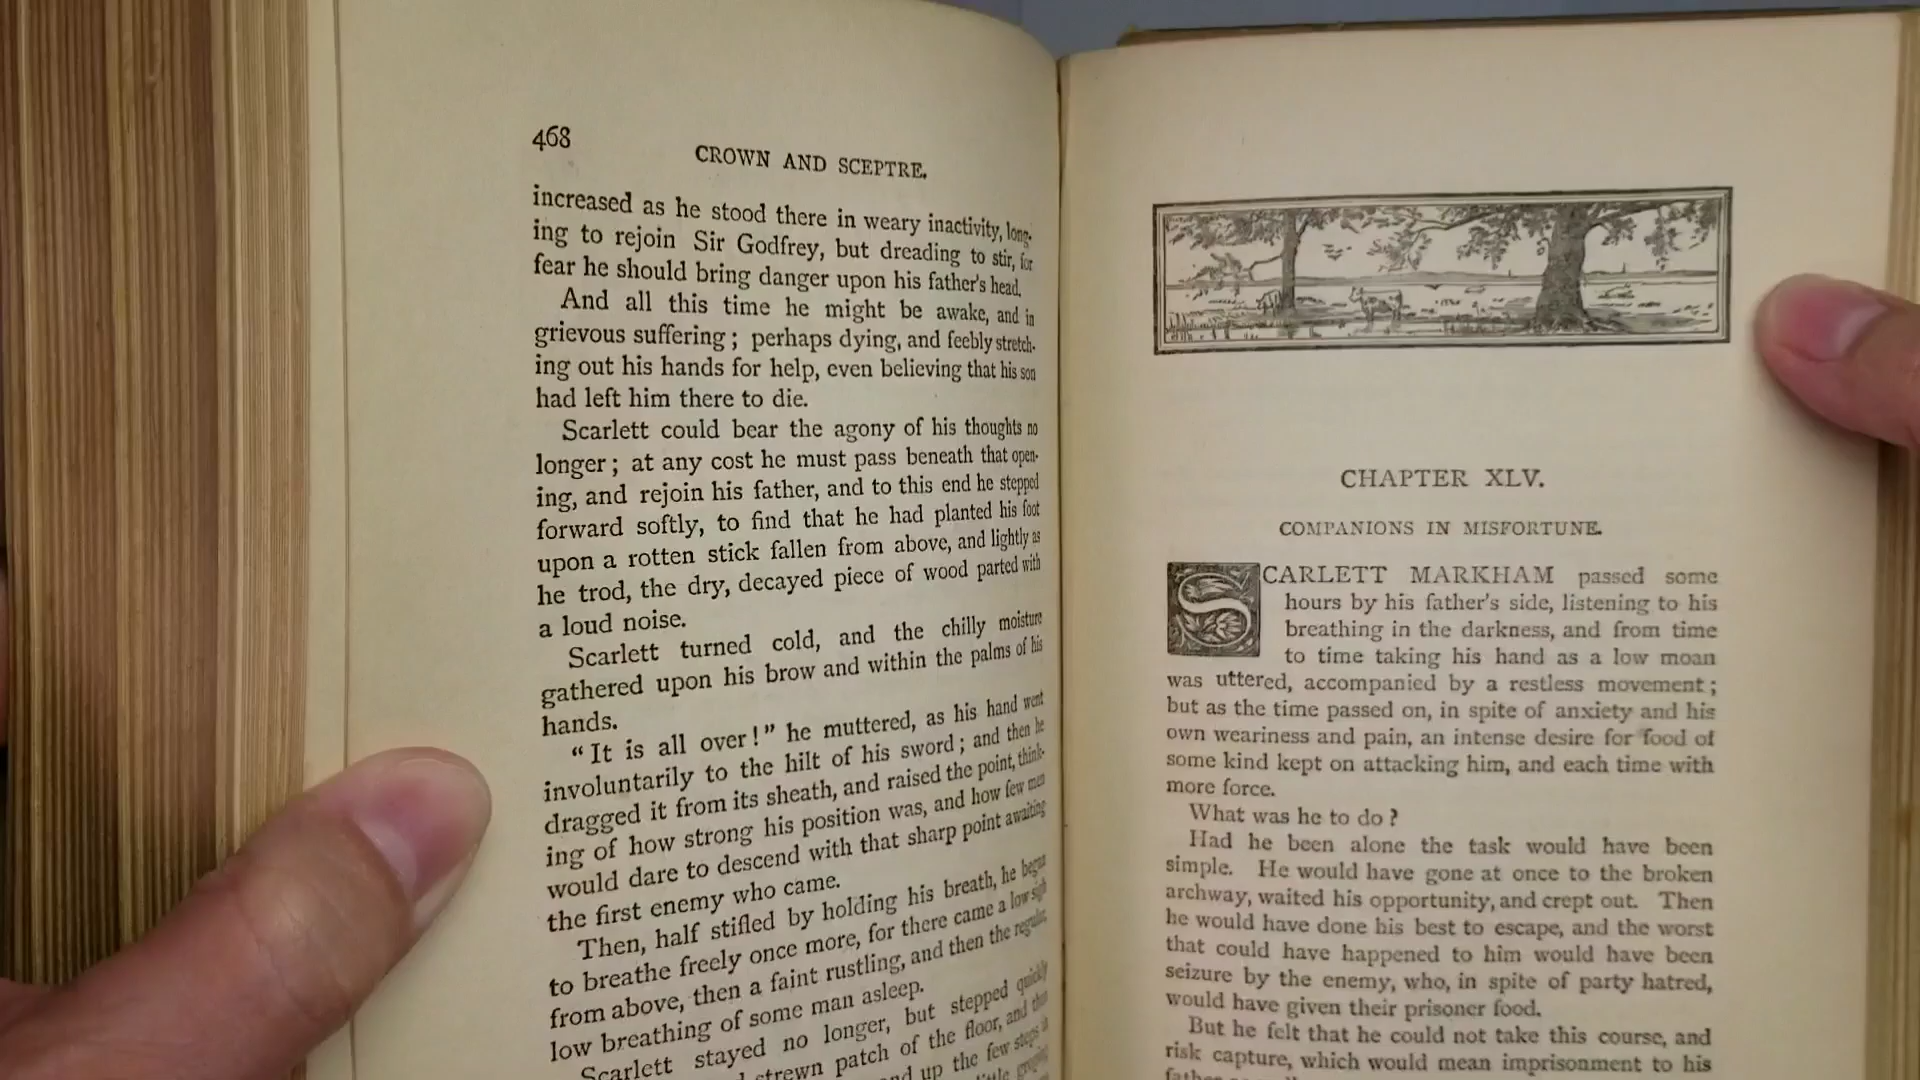 468
CROWN AND SCEPTRE.
increased as he stood there in weary inactivity, long-
ing to rejoin Sir Godfrey, but dreading to stir, for
fear he should bring danger upon his father's head.
And all this time he might be awake, and in
grievous suffering; perhaps dying, and feebly stretch-
ing out his hands for help, even believing that his son
had left him there to die.
Scarlett could bear the agony of his thoughts no
longer; at any cost he must pass beneath that open-
ing, and rejoin his father, and to this end he stepped
forward softly, to find that he had planted his foot
upon a rotten stick fallen from above, and lightly as
he trod, the dry, decayed piece of wood parted with
a loud noise.
Scarlett turned cold, and the chilly moisture
gathered upon his brow and within the palms of his
hands.
"It is all over!" he muttered, as his hand went
involuntarily to the hilt of his sword; and then he
dragged it from its sheath, and raised the point, think-
ing of how strong his position was, and how few men
would dare to descend with that sharp point awaiting
the first enemy who came.
Then, half stifled by holding his breath, he began
to breathe freely once more, for there came a low sigh
from above, then a faint rustling, and then the regular,
low breathing of some man asleep.
Scarlett stayed no longer, but stepped quickly
strewn patch of the floor, and
up the few steps
CHAPTER XLV.
COMPANIONS IN MISFORTUNE.
SCARLETT MARKHAM passed some
hours by his father's side, listening to his
breathing in the darkness, and from time
to time taking his hand as a low moan
was uttered, accompanied by a restless movement;
but as the time passed on, in spite of anxiety and his
own weariness and pain, an intense desire for food of
some kind kept on attacking him, and each time with
more force.
What was he to do?
Had he been alone the task would have been
simple. He would have gone at once to the broken
archway, waited his opportunity, and crept out. Then
he would have done his best to escape, and the worst
that could have happened to him would have been
seizure by the enemy, who, in spite of party hatred,
would have given their prisoner food.
But he felt that he could not take this course, and
risk capture, which would mean imprisonment to his